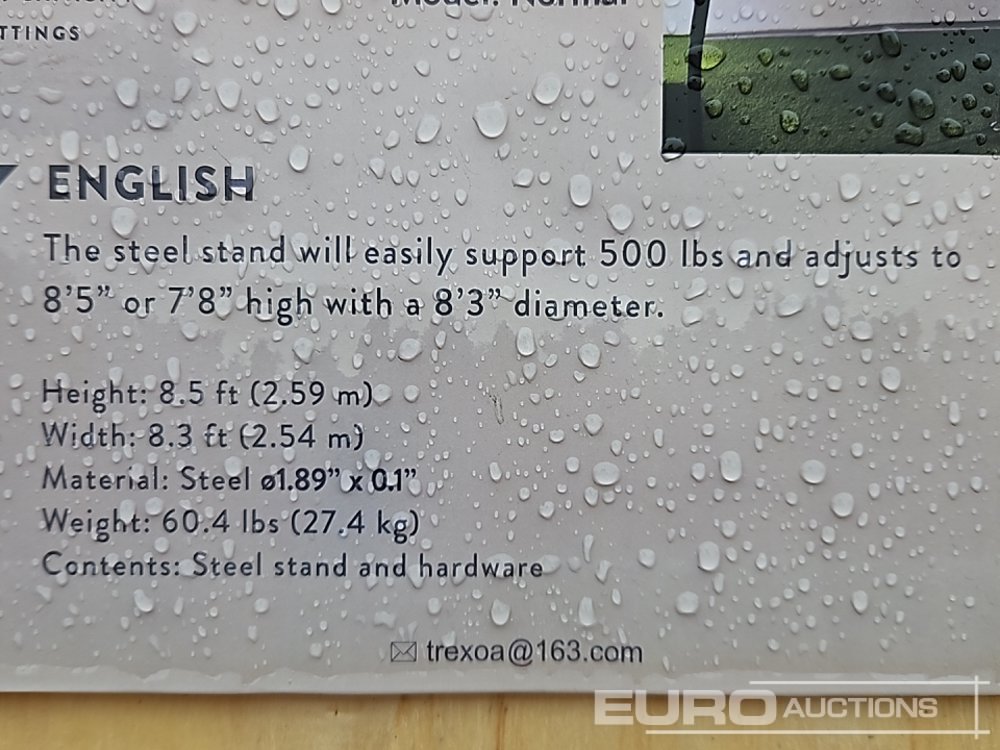 TTINGS
Model: Normal
ENGLISH
The steel stand will easily support 500 lbs and adjusts to
8'5" or 7'8" high with a 8'3" diameter.
Height: 8.5 ft (2.59 m)
Width: 8.3 ft (2.54 m)
Material: Steel ø1.89" x 0.1"
Weight: 60.4 lbs (27.4 kg)
Contents: Steel stand and hardware
trexoa@163.com
EURO AUCTIONS